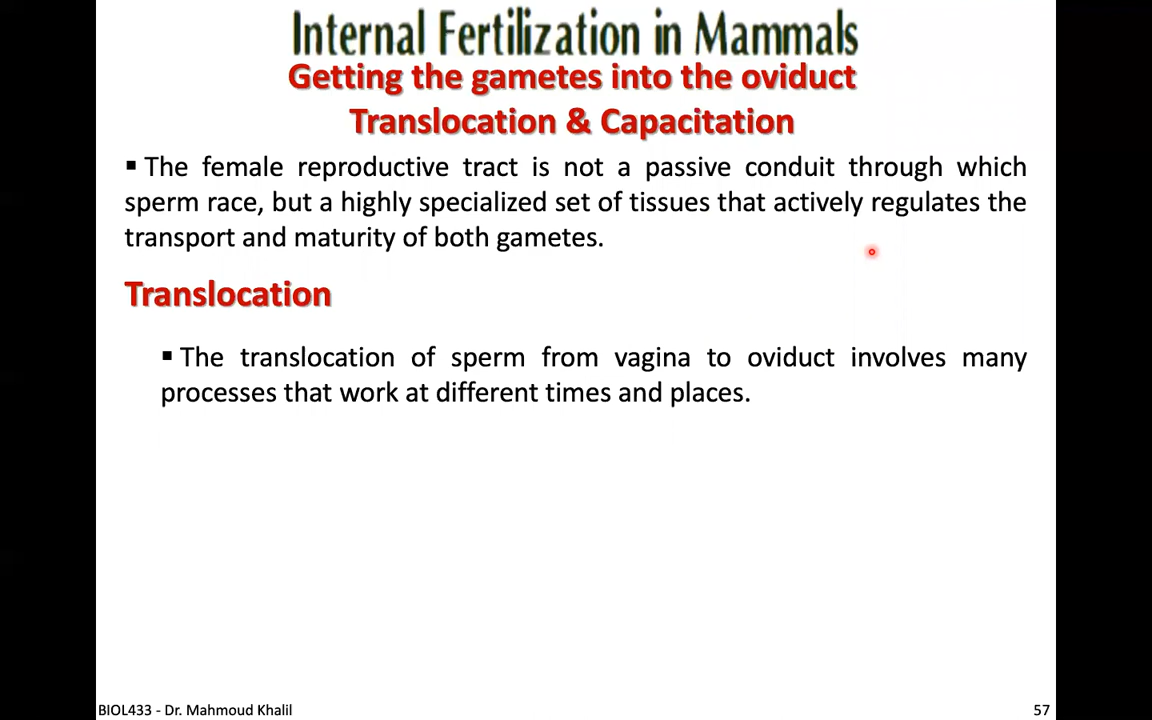 Internal Fertilization in Mammals
Getting the gametes into the oviduct
Translocation & Capacitation
▪ The female reproductive tract is not a passive conduit through which
sperm race, but a highly specialized set of tissues that actively regulates the
transport and maturity of both gametes.
Translocation
▪ The translocation of sperm from vagina to oviduct involves many
processes that work at different times and places.
BIOL433 - Dr. Mahmoud Khalil
57